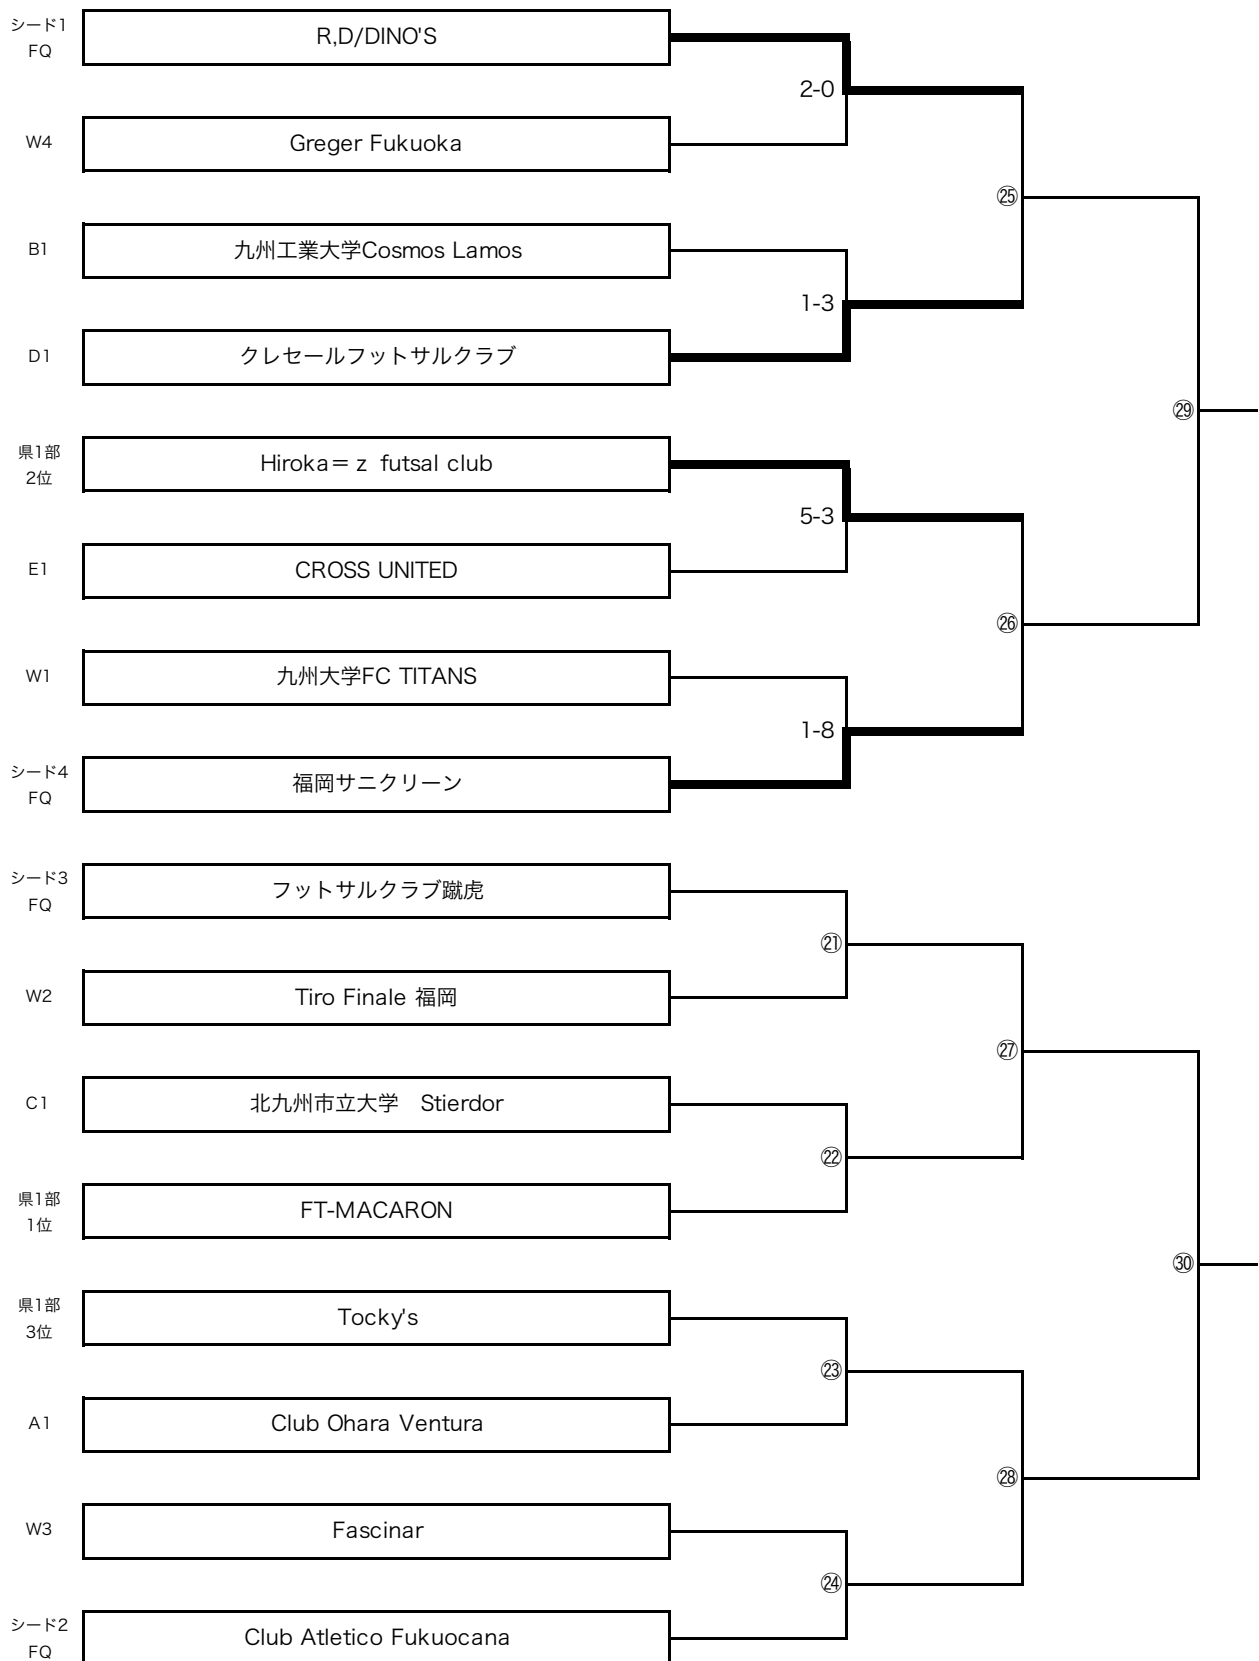 シード1
FQ
R,D/DINO'S
2-0
W4
Greger Fukuoka
㉕
B1
九州工業大学Cosmos Lamos
1-3
D1
クレセールフットサルクラブ
㉙
県1部
2位
Hiroka＝z futsal club
5-3
E1
CROSS UNITED
㉖
W1
九州大学FC TITANS
1-8
シード4
FQ
福岡サニクリーン
シード3
FQ
フットサルクラブ蹴虎
㉑
W2
Tiro Finale 福岡
㉗
C1
北九州市立大学　Stierdor
㉒
県1部
1位
FT-MACARON
㉚
県1部
3位
Tocky's
㉓
A1
Club Ohara Ventura
㉘
W3
Fascinar
㉔
シード2
FQ
Club Atletico Fukuocana